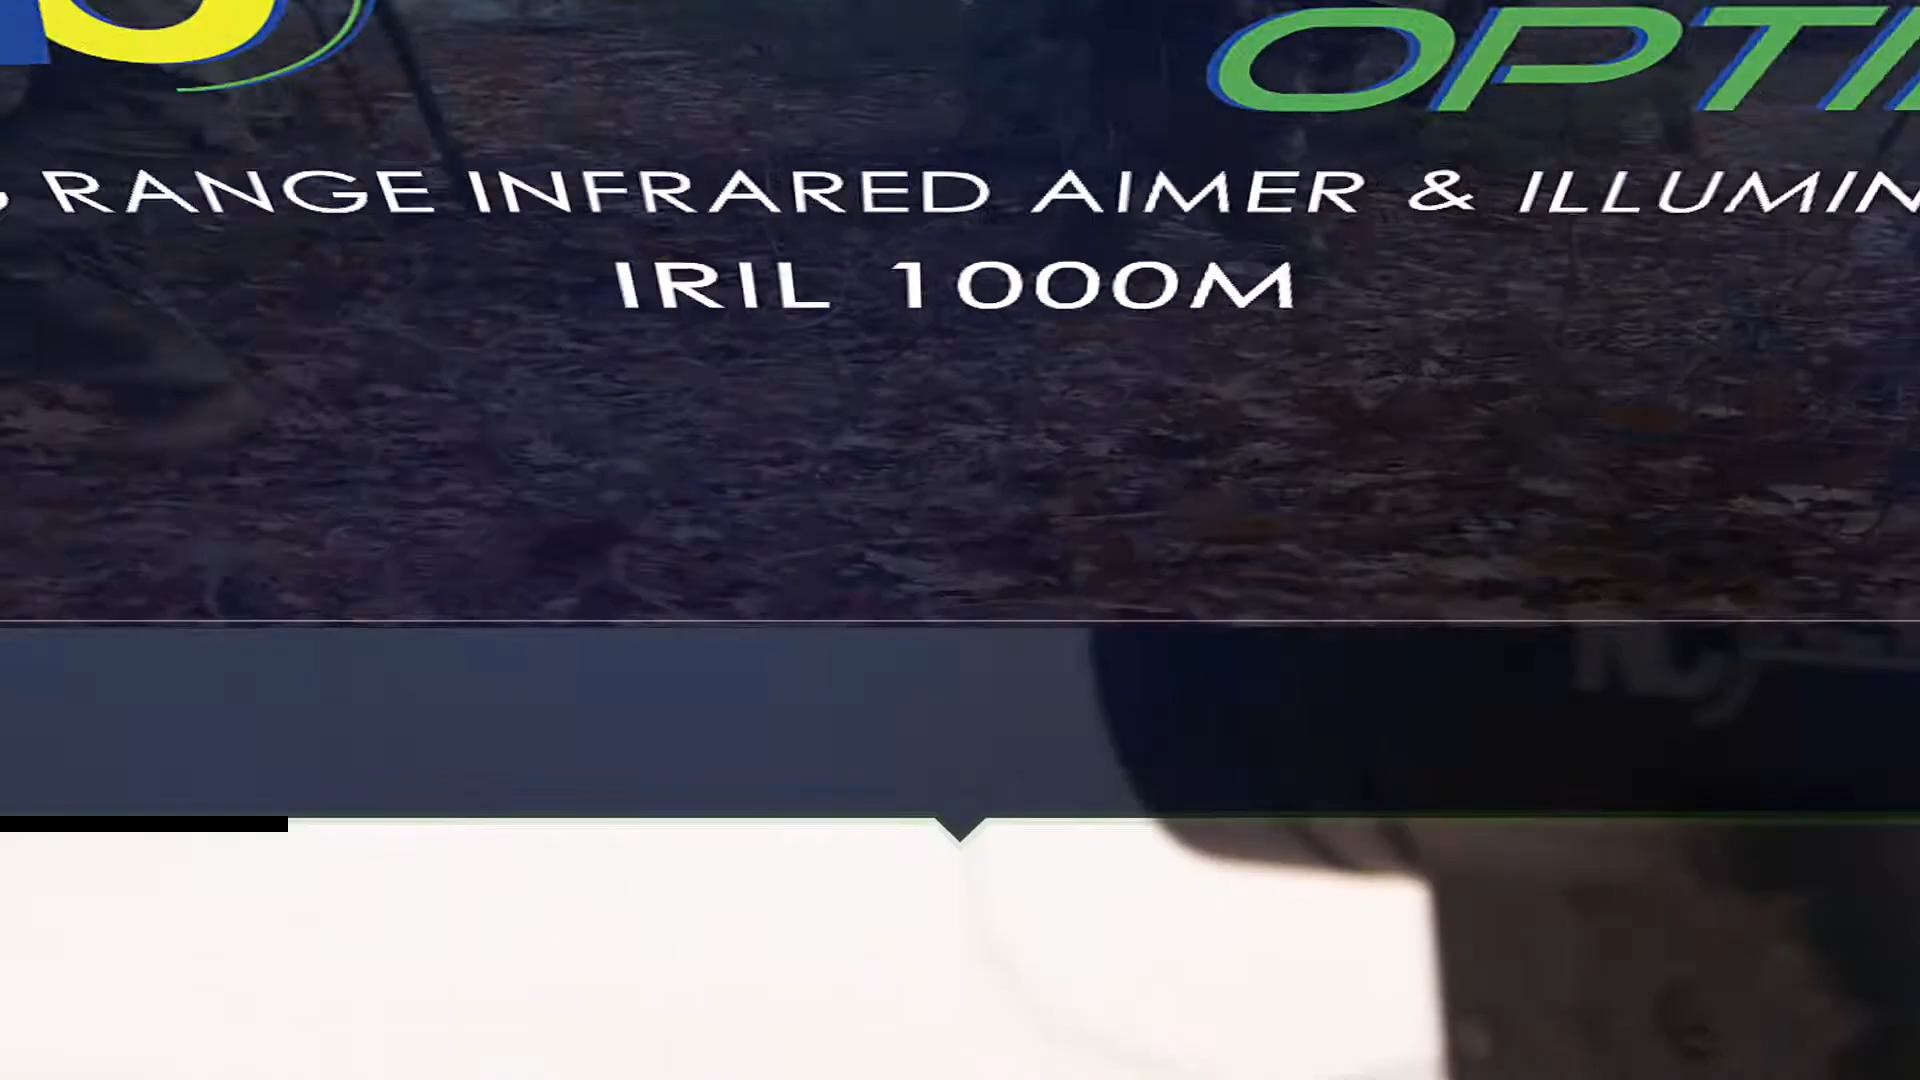 OPTI
RANGE INFRARED AIMER & ILLUMIN
IRIL 1000M